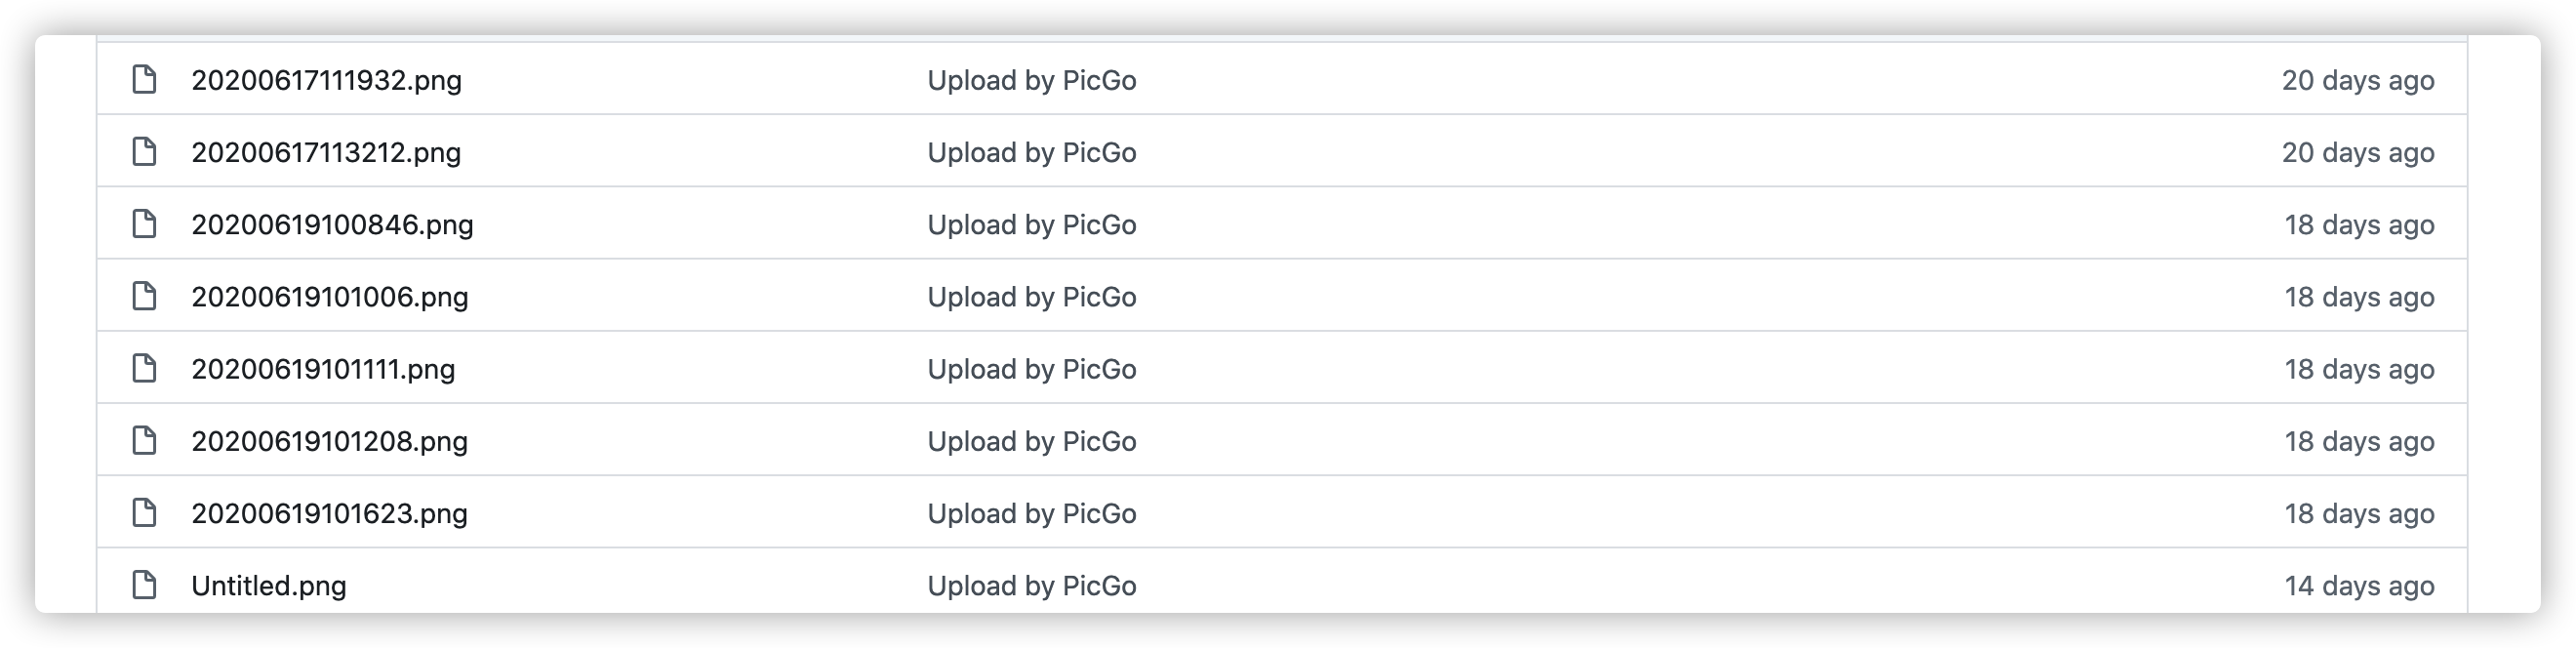 20200617111932.png Upload by PicGo 20 days ago
20200617113212.png Upload by PicGo 20 days ago
20200619100846.png Upload by PicGo 18 days ago
20200619101006.png Upload by PicGo 18 days ago
20200619101111.png Upload by PicGo 18 days ago
20200619101208.png Upload by PicGo 18 days ago
20200619101623.png Upload by PicGo 18 days ago
Untitled.png Upload by PicGo 14 days ago